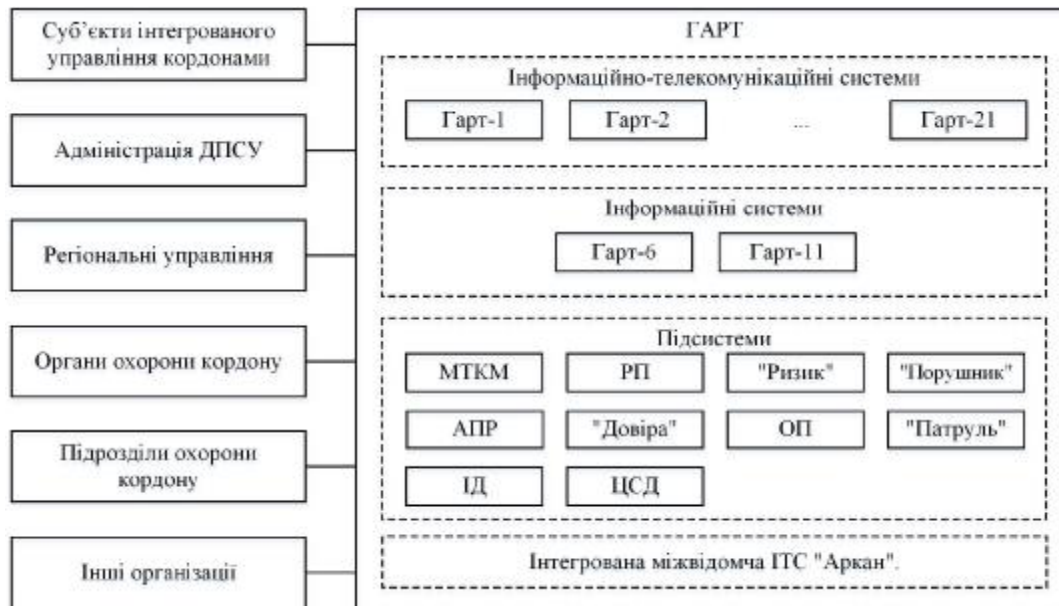 Суб’єкти інтегрованого
управління кордонами
Адміністрація ДПСУ
Регіональні управління
Органи охорони кордону
Підрозділи охорони
кордону
Інші організації
ГАРТ
Інформаційно-телекомунікаційні системи
Гарт-1
Гарт-2
...
Гарт-21
Інформаційні системи
Гарт-6
Гарт-11
Підсистеми
МТКМ
РП
"Ризик"
"Порушник"
АПР
"Довіра"
ОП
"Патруль"
ІД
ЦСД
Інтегрована міжвідомча ІТС "Аркан".